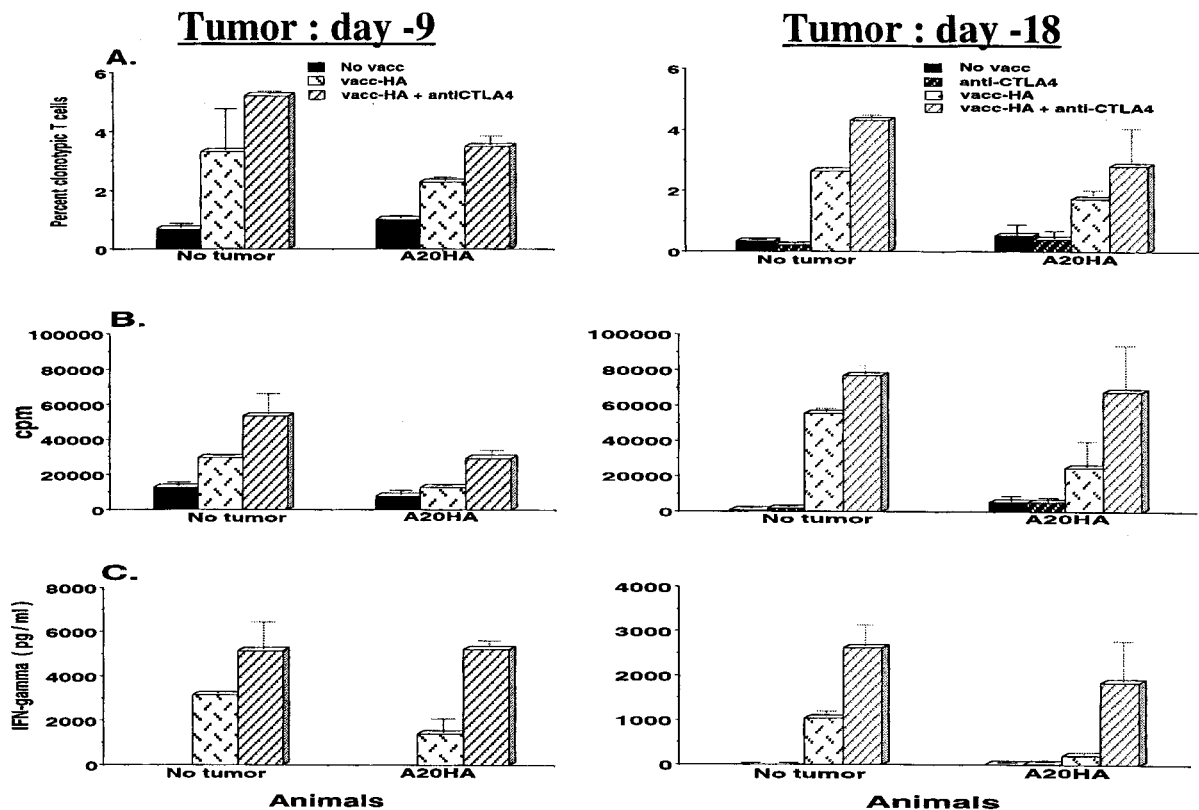 Tumor : day -9
A.
No vacc
vacc-HA
vacc-HA + antiCTLA4
Percent clonotypic T cells
6
4
2
0
No tumor
A20HA
Tumor : day -18
No vacc
anti-CTLA4
vacc-HA
vacc-HA + anti-CTLA4
6
4
2
0
No tumor
A20HA
B.
cpm
100000
80000
60000
40000
20000
0
No tumor
A20HA
100000
80000
60000
40000
20000
0
No tumor
A20HA
C.
IFN-gamma ( pg / ml )
8000
6000
4000
2000
0
No tumor
A20HA
Animals
4000
3000
2000
1000
0
No tumor
A20HA
Animals